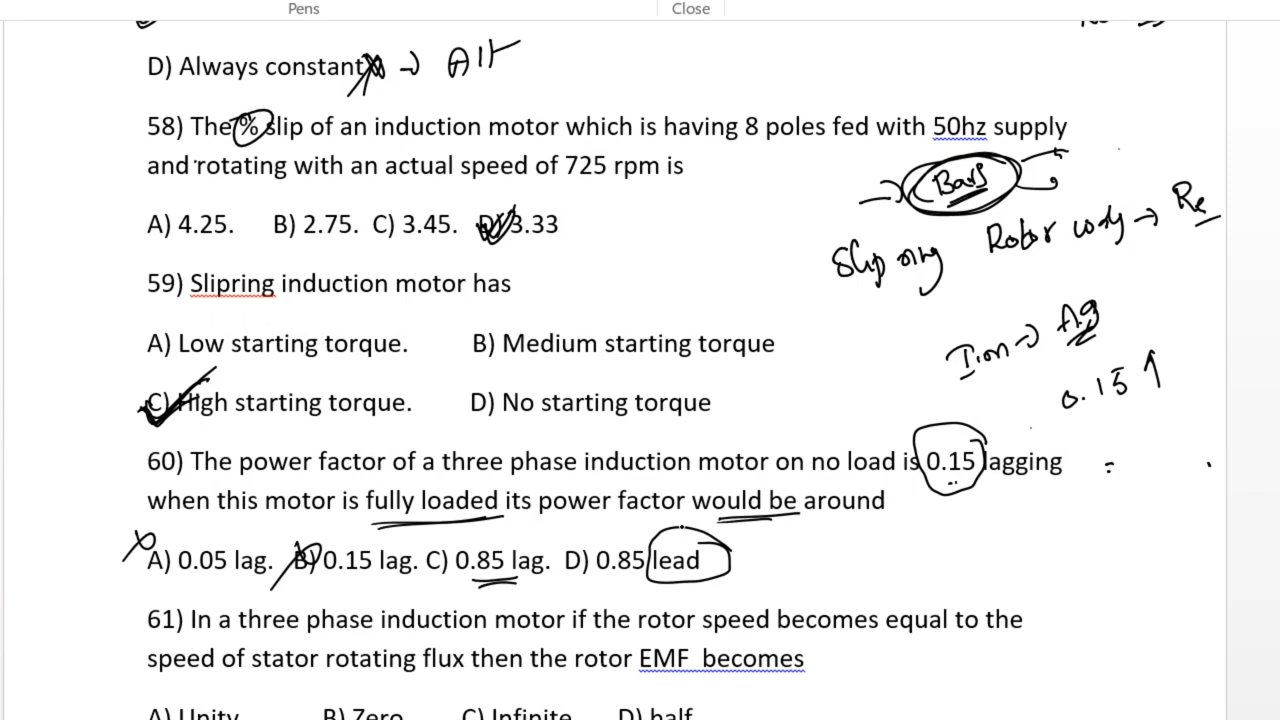 Pens Close
D) Always constant → Alt
58) The % slip of an induction motor which is having 8 poles fed with 50hz supply
and rotating with an actual speed of 725 rpm is
Bars
A) 4.25. B) 2.75. C) 3.45. D) 3.33
Slip ring Rotor → Re
59) Slipring induction motor has
Iron → Ag
A) Low starting torque. B) Medium starting torque
0.15 ↑
C) High starting torque. D) No starting torque
60) The power factor of a three phase induction motor on no load is 0.15 lagging
when this motor is fully loaded its power factor would be around
A) 0.05 lag. B) 0.15 lag. C) 0.85 lag. D) 0.85 lead
61) In a three phase induction motor if the rotor speed becomes equal to the
speed of stator rotating flux then the rotor EMF becomes
A) Unity B) Zero C) Infinite D) half